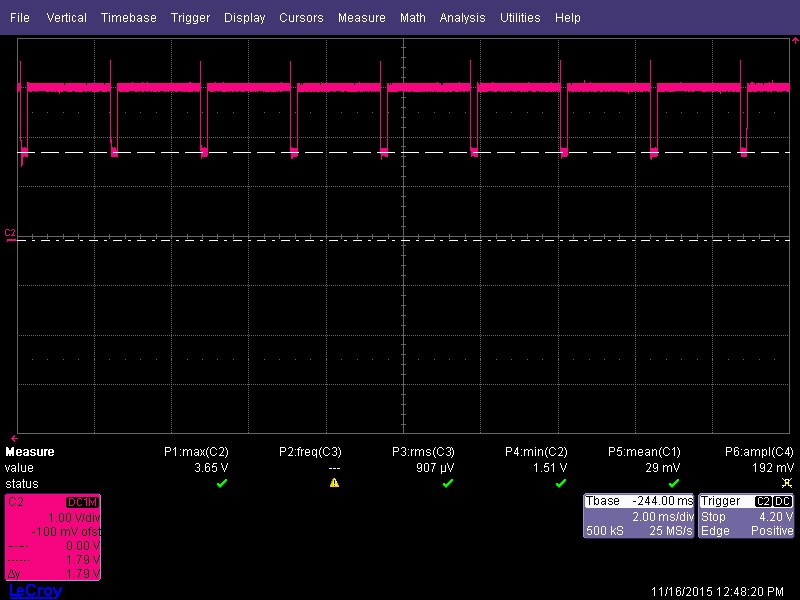 File Vertical Timebase Trigger Display Cursors Measure Math Analysis Utilities Help
C2
Measure P1:max(C2) P2:freq(C3) P3:rms(C3) P4:min(C2) P5:mean(C1) P6:ampl(C4)
value 3.65 V --- 907 µV 1.51 V 29 mV 192 mV
status
C2 DC1M
1.00 V/div
-100 mV ofst
0.00 V
1.79 V
Δy 1.79 V
Tbase -244.00 ms
2.00 ms/div
500 kS 25 MS/s
Trigger C2 DC
Stop 4.20 V
Edge Positive
LeCroy
11/16/2015 12:48:20 PM